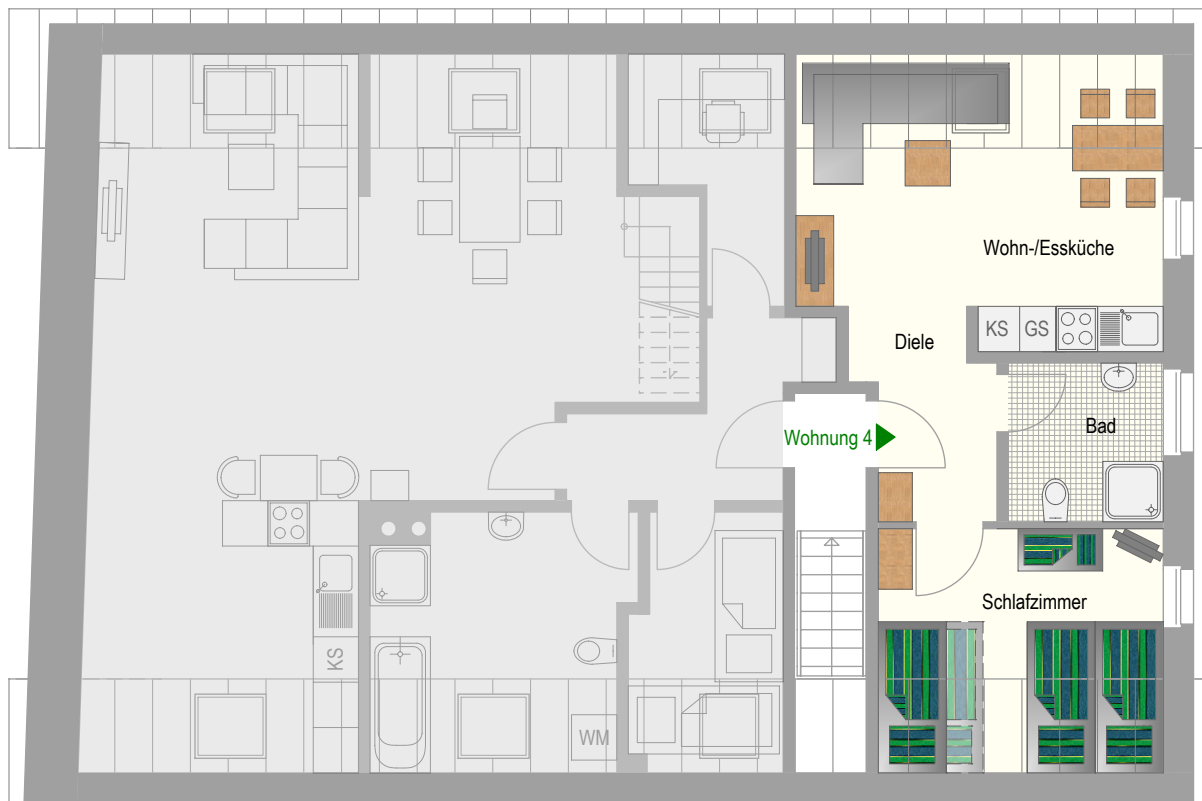 Wohn-/Essküche
KS
GS
Diele
Bad
Wohnung 4
Schlafzimmer
KS
WM